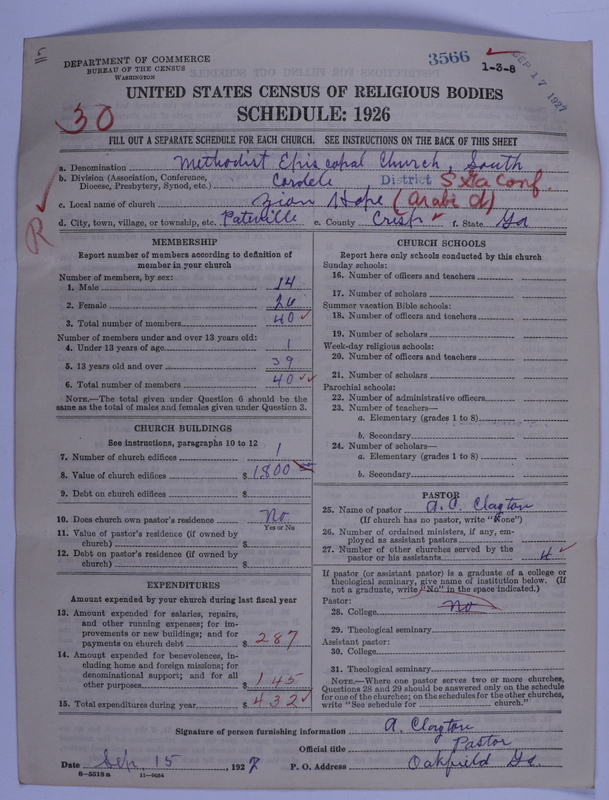 5
DEPARTMENT OF COMMERCE
BUREAU OF THE CENSUS
WASHINGTON
3566
1-3-8
SEP 17 1927
UNITED STATES CENSUS OF RELIGIOUS BODIES
SCHEDULE: 1926
30
FILL OUT A SEPARATE SCHEDULE FOR EACH CHURCH. SEE INSTRUCTIONS ON THE BACK OF THIS SHEET
a. Denomination Methodist Episcopal Church, South
b. Division (Association, Conference, Diocese, Presbytery, Synod, etc.) Cordele District S Ga Conf.
c. Local name of church Zion Hope (Arabi d)
d. City, town, village, or township, etc. Pateville e. County Crisp f. State Ga
R
MEMBERSHIP
Report number of members according to definition of
member in your church
Number of members, by sex:
1. Male 14
2. Female 26
3. Total number of members 40
Number of members under and over 13 years old:
4. Under 13 years of age 1
5. 13 years old and over 39
6. Total number of members 40
NOTE.—The total given under Question 6 should be
same as the total of males and females given under Question 3.
CHURCH BUILDINGS
See instructions, paragraphs 10 to 12
7. Number of church edifices 1
8. Value of church edifices $ 1800
9. Debt on church edifices $
10. Does church own pastor's residence No
Yes or No
11. Value of pastor's residence (if owned by
church) $
12. Debt on pastor's residence (if owned by
church) $
EXPENDITURES
Amount expended by your church during last fiscal year
13. Amount expended for salaries, repairs,
and other running expenses; for im-
provements or new buildings; and for
payments on church debt $ 287
14. Amount expended for benevolences, in-
cluding home and foreign missions; for
denominational support; and for all
other purposes $ 145
15. Total expenditures during year $ 432
CHURCH SCHOOLS
Report here only schools conducted by this church
Sunday schools:
16. Number of officers and teachers
17. Number of scholars
Summer vacation Bible schools:
18. Number of officers and teachers
19. Number of scholars
Week-day religious schools:
20. Number of officers and teachers
21. Number of scholars
Parochial schools:
22. Number of administrative officers
23. Number of teachers—
a. Elementary (grades 1 to 8)
b. Secondary
24. Number of scholars—
a. Elementary (grades 1 to 8)
b. Secondary
PASTOR
25. Name of pastor A. P. Clayton
(If church has no pastor, write "None")
26. Number of ordained ministers, if any, em-
ployed as assistant pastors
27. Number of other churches served by the
pastor or his assistants 4
If pastor (or assistant pastor) is a graduate of a college or
theological seminary, give name of institution below. (If
not a graduate, write "No" in the space indicated.)
Pastor:
28. College No
29. Theological seminary
Assistant pastor:
30. College
31. Theological seminary
NOTE.—Where one pastor serves two or more churches,
Questions 28 and 29 should be answered only on the schedule
for one of the churches; on the schedules for the other churches,
write "See schedule for church."
Signature of person furnishing information A. Clayton
Official title Pastor
Date Sep. 15, 1927 P. O. Address Oakfield Ga.
8-5518a 11-9034